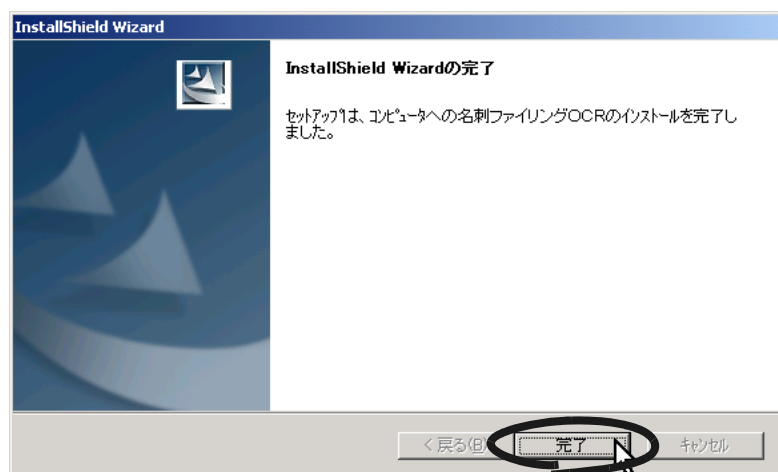 InstallShield Wizard
InstallShield Wizardの完了
セットアップは、コンピュータへの名刺ファイリングOCRのインストールを完了し
ました。
< 戻る(B)
完了
キャンセル